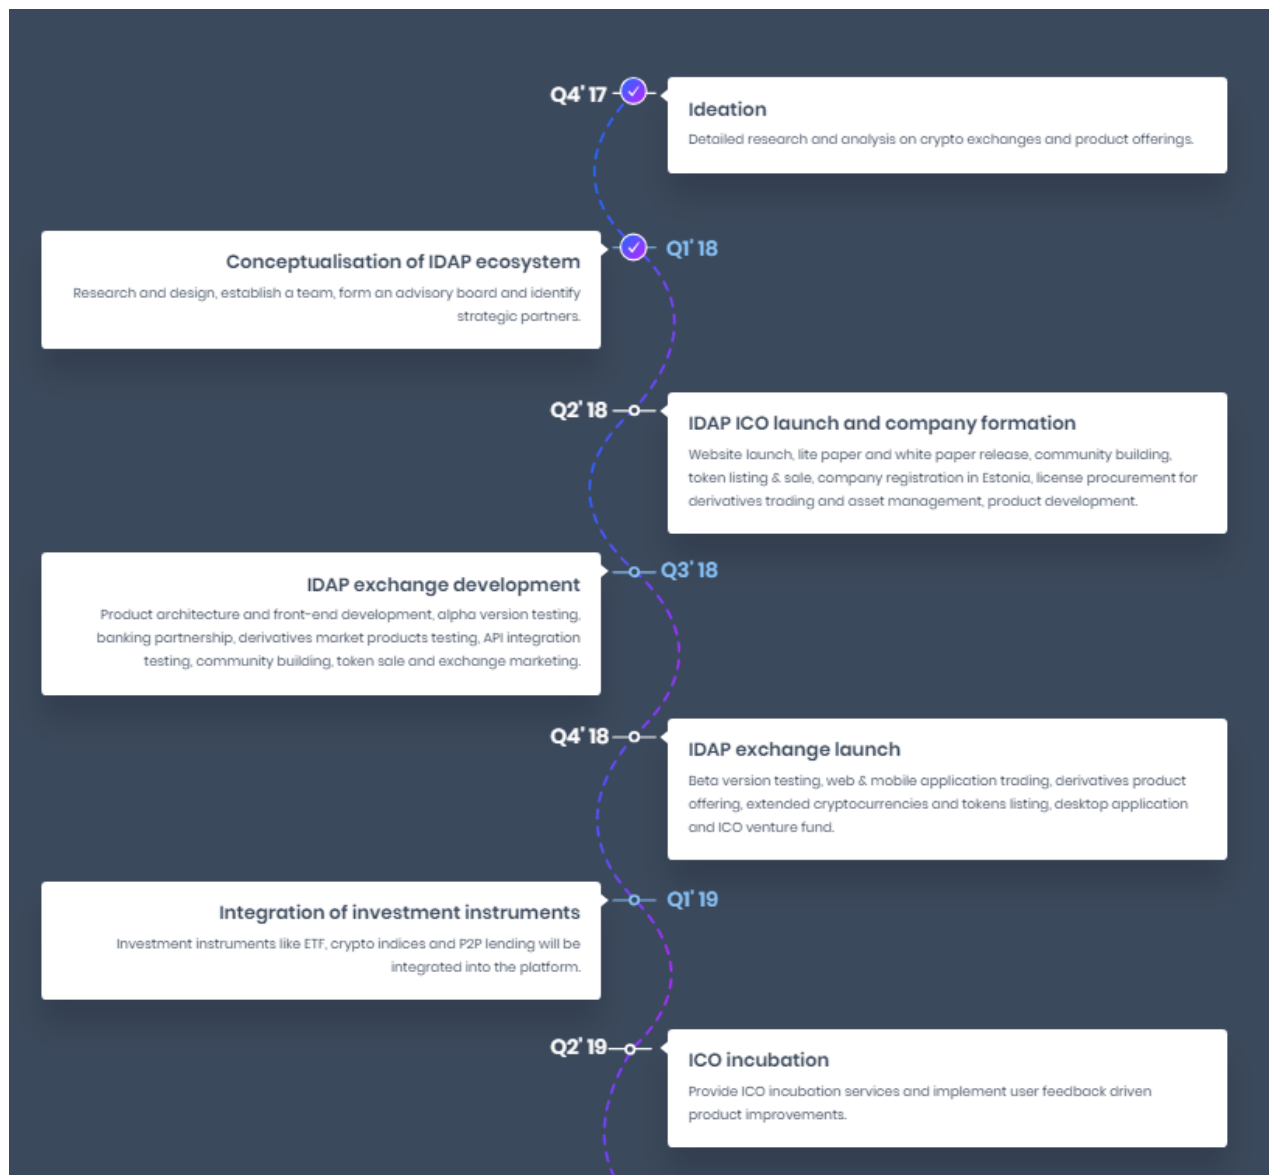 Q4' 17
Ideation
Detailed research and analysis on crypto exchanges and product offerings.
Q1' 18
Conceptualisation of IDAP ecosystem
Research and design, establish a team, form an advisory board and identify
strategic partners.
Q2' 18
IDAP ICO launch and company formation
Website launch, lite paper and white paper release, community building,
token listing & sale, company registration in Estonia, license procurement for
derivatives trading and asset management, product development.
Q3' 18
IDAP exchange development
Product architecture and front-end development, alpha version testing,
banking partnership, derivatives market products testing, API integration
testing, community building, token sale and exchange marketing.
Q4' 18
IDAP exchange launch
Beta version testing, web & mobile application trading, derivatives product
offering, extended cryptocurrencies and tokens listing, desktop application
and ICO venture fund.
Q1' 19
Integration of investment instruments
Investment instruments like ETF, crypto indices and P2P lending will be
integrated into the platform.
Q2' 19
ICO incubation
Provide ICO incubation services and implement user feedback driven
product improvements.